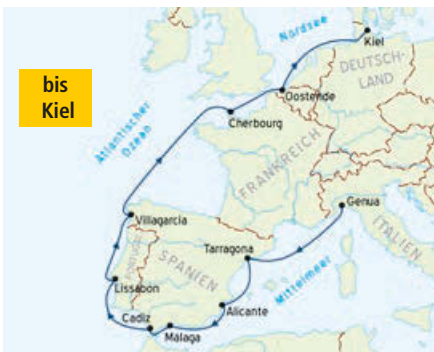 bis
Kiel
Nordsee
Kiel
DEUTSCH-
LAND
Oostende
Cherbourg
Atlantischer
Ozean
FRANKREICH
Genua
Villagarcia
ITALIEN
Tarragona
PORTUGAL
SPANIEN
Mittelmeer
Lissabon
Alicante
Cadiz
Malaga